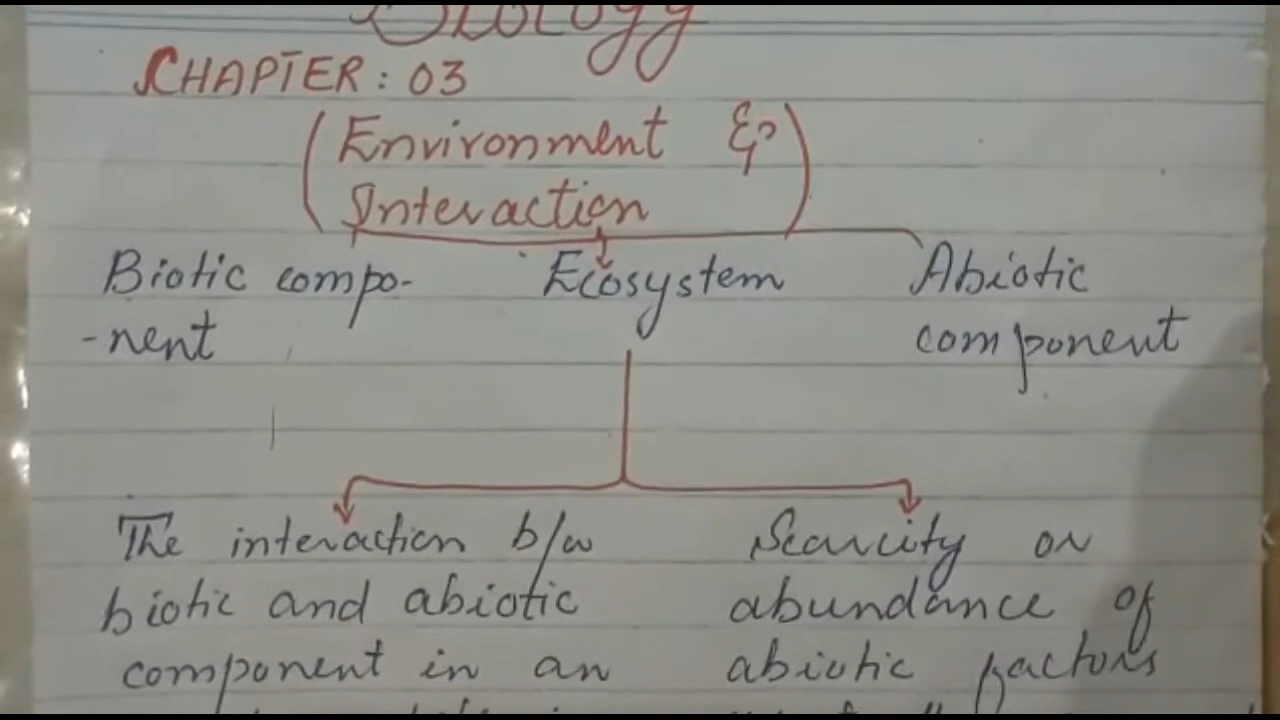 Biology
CHAPTER: 03
(Environment &
Interaction)
Biotic compo-
-nent
Ecosystem
Abiotic
component
The interaction b/w
biotic and abiotic
component in an
Scarcity or
abundance of
abiotic factors